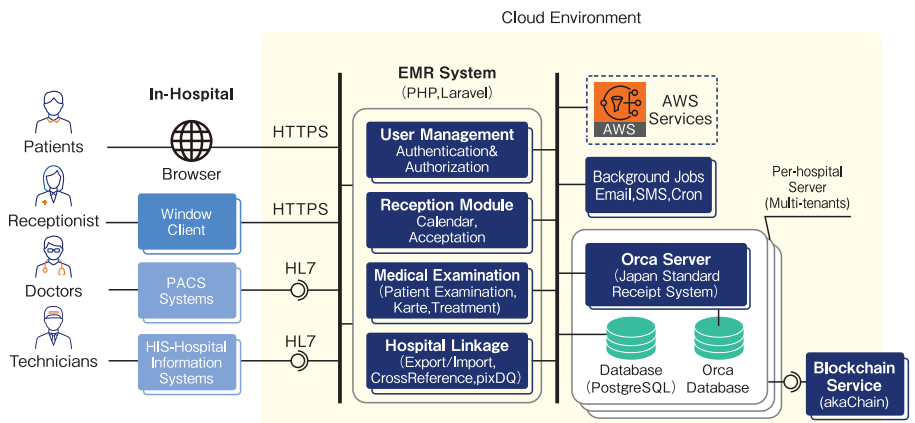 Cloud Environment
In-Hospital
EMR System
(PHP,Laravel)
Patients
Receptionist
Doctors
Technicians
Browser
Window
Client
PACS
Systems
HIS-Hospital
Information
Systems
HTTPS
HTTPS
HL7
HL7
User Management
Authentication&
Authorization
Reception Module
Calendar,
Acceptation
Medical Examination
(Patient Examination,
Karte,Treatment)
Hospital Linkage
(Export/Import,
CrossReference,pixDQ)
AWS
AWS
Services
Background Jobs
Email,SMS,Cron
Per-hospital
Server
(Multi-tenants)
Orca Server
(Japan Standard
Receipt System)
Database
(PostgreSQL)
Orca
Database
Blockchain
Service
(akaChain)